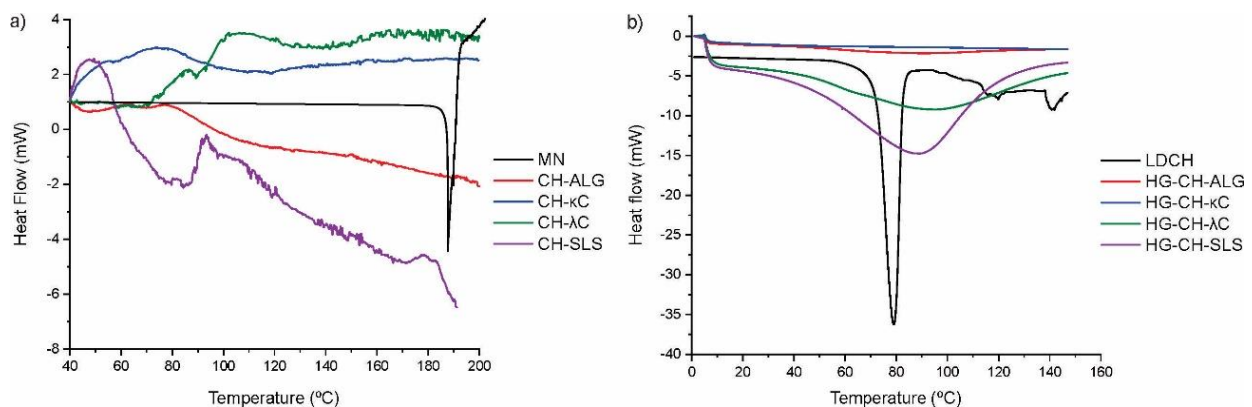 a)
4
2
0
-2
-4
-6
-8
Heat Flow (mW)
40 60 80 100 120 140 160 180 200
Temperature (ºC)
MN
CH-ALG
CH-κC
CH-λC
CH-SLS
b)
0
-5
-10
-15
-20
-25
-30
-35
-40
Heat flow (mW)
0 20 40 60 80 100 120 140 160
Temperature (ºC)
LDCH
HG-CH-ALG
HG-CH-κC
HG-CH-λC
HG-CH-SLS